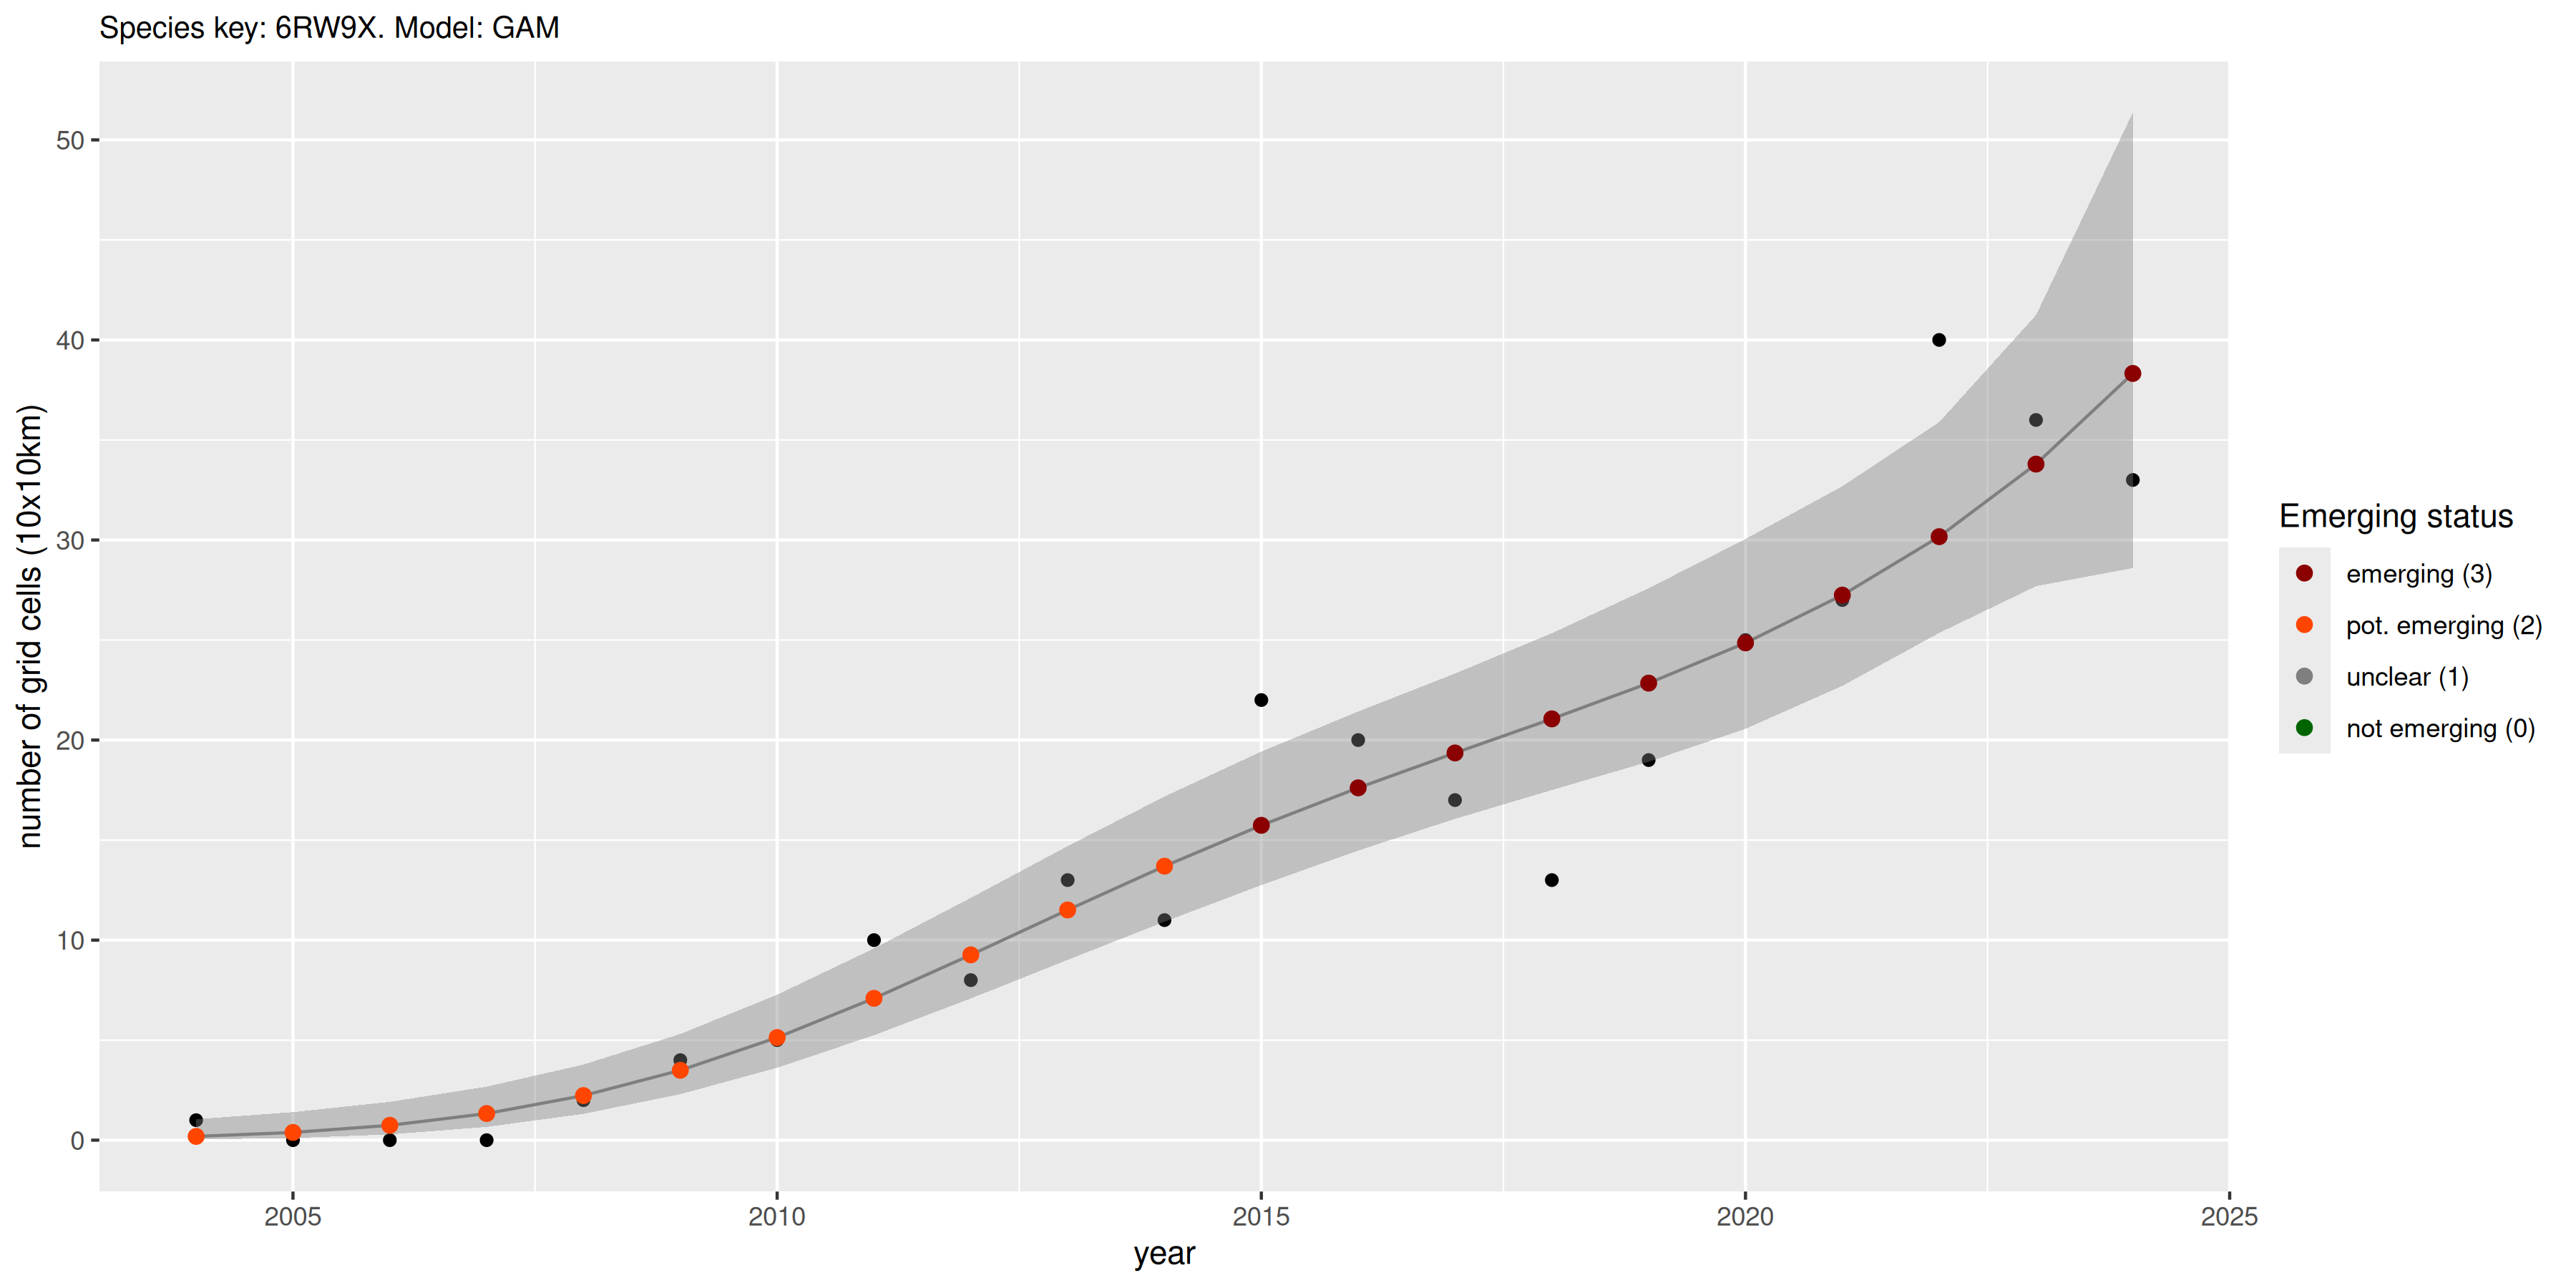 Species key: 6RW9X. Model: GAM
50
40
30
20
10
0
number of grid cells (10x10km)
2005 2010 2015 2020 2025
year
Emerging status
emerging (3)
pot. emerging (2)
unclear (1)
not emerging (0)